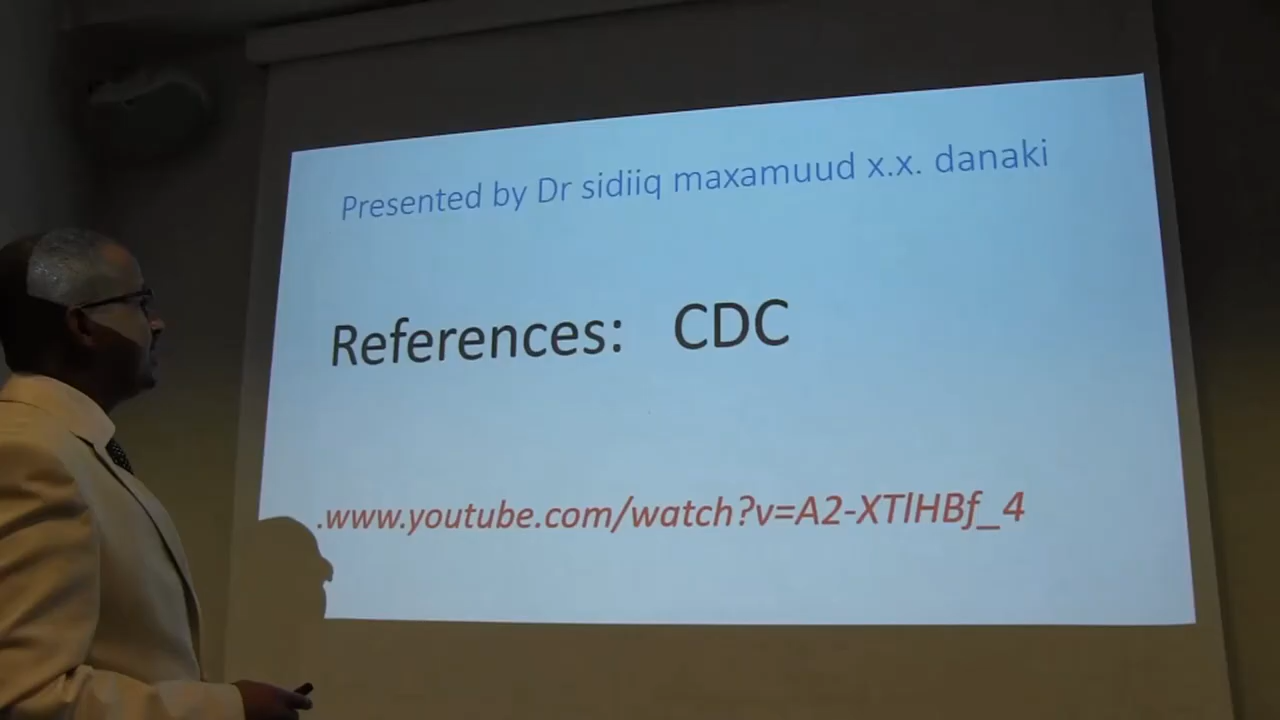 Presented by Dr sidiiq maxamuud x.x. danaki
References: CDC
.www.youtube.com/watch?v=A2-XTlHBf_4